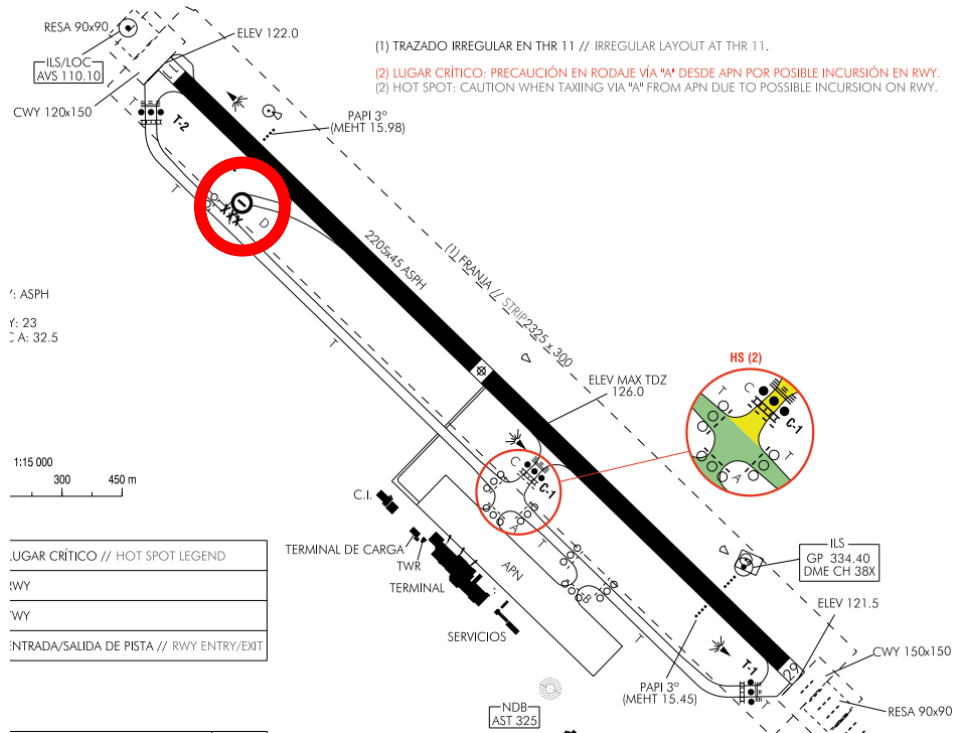 RESA 90x90
ELEV 122.0
ILS/LOC
AVS 110.10
CWY 120x150
11
T-2
PAPI 3º
(MEHT 15.98)
(1) TRAZADO IRREGULAR EN THR 11 // IRREGULAR LAYOUT AT THR 11.
(2) LUGAR CRÍTICO: PRECAUCIÓN EN RODAJE VÍA "A" DESDE APN POR POSIBLE INCURSIÓN EN RWY.
(2) HOT SPOT: CAUTION WHEN TAXIING VIA "A" FROM APN DUE TO POSSIBLE INCURSION ON RWY.
T
XXX
D
2205x45 ASPH
(1) FRANJA // STRIP 2325 x 300
: ASPH
: 23
C A: 32.5
T
ELEV MAX TDZ
126.0
HS (2)
T
C
C-1
T
A
1:15 000
300
450 m
C
C-1
A
T
C.I.
TERMINAL DE CARGA
TWR
TERMINAL
APN
B
SERVICIOS
T
LUGAR CRÍTICO // HOT SPOT LEGEND
RWY
TWY
ENTRADA/SALIDA DE PISTA // RWY ENTRY/EXIT
ILS
GP 334.40
DME CH 38X
ELEV 121.5
T-1
29
CWY 150x150
PAPI 3º
(MEHT 15.45)
RESA 90x90
NDB
AST 325